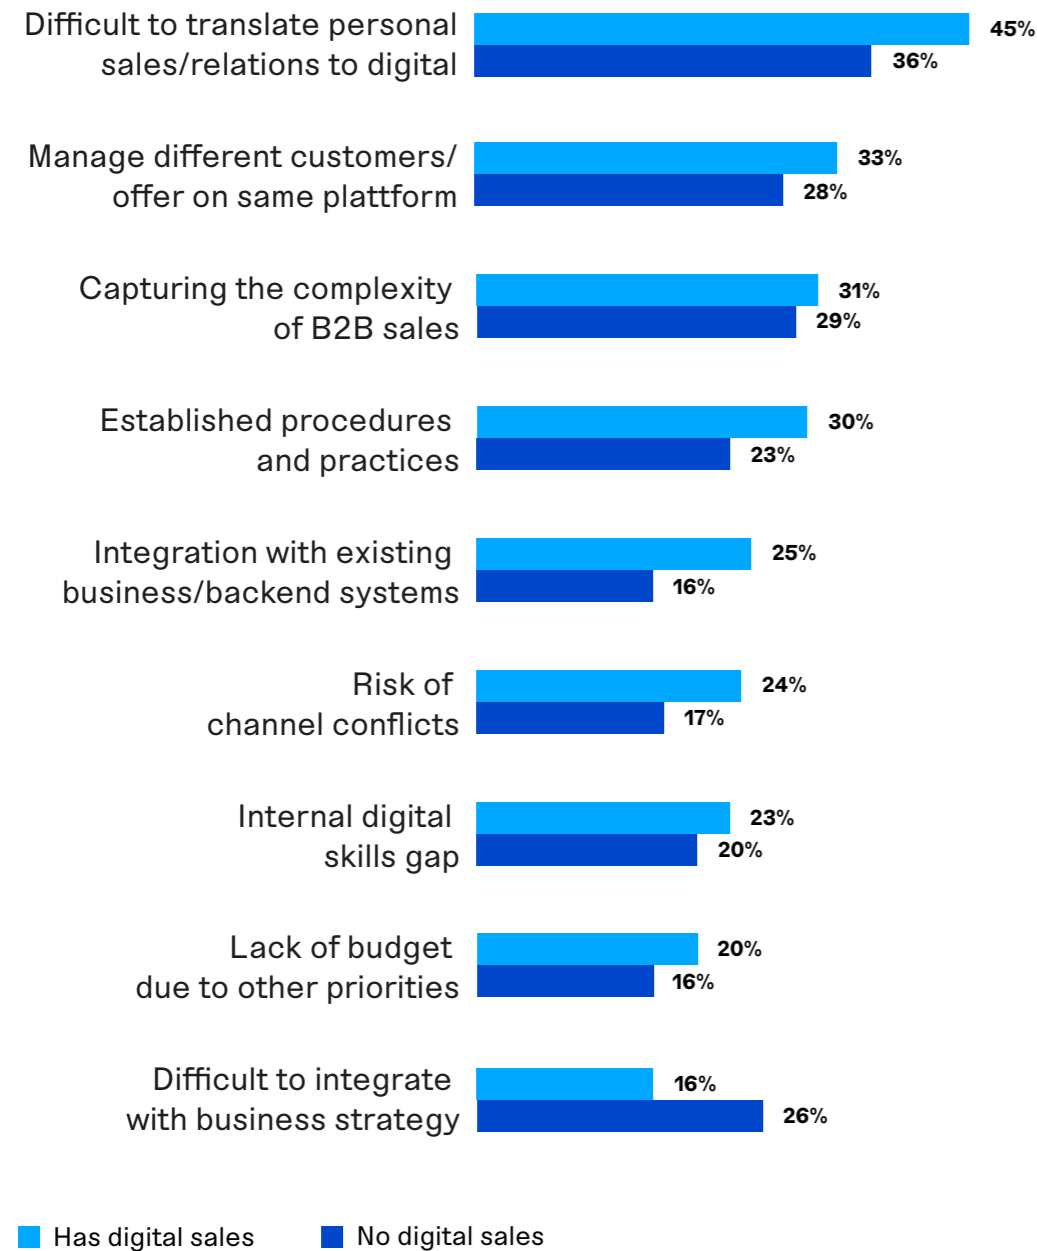 Difficult to translate personal
sales/relations to digital
45%
36%
Manage different customers/
offer on same plattform
33%
28%
Capturing the complexity
of B2B sales
31%
29%
Established procedures
and practices
30%
23%
Integration with existing
business/backend systems
25%
16%
Risk of
channel conflicts
24%
17%
Internal digital
skills gap
23%
20%
Lack of budget
due to other priorities
20%
16%
Difficult to integrate
with business strategy
16%
26%
Has digital sales
No digital sales